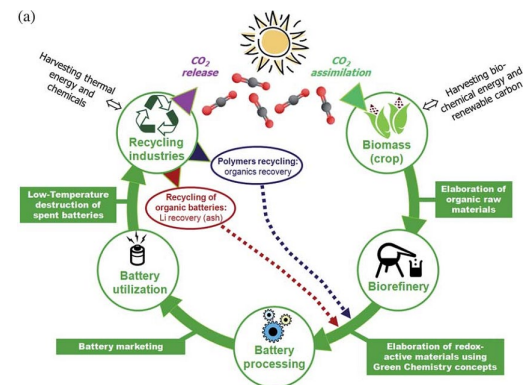 (a)
Harvesting thermal
energy and
chemicals
CO2
release
CO2
assimilation
Harvesting bio-
chemical energy and
renewable carbon
Recycling
industries
Polymers recycling:
organics recovery
Biomass
(crop)
Low-Temperature
destruction of
spent batteries
Recycling of
organic batteries:
Li recovery (ash)
Elaboration of
organic raw
materials
Battery
utilization
Biorefinery
Battery marketing
Battery
processing
Elaboration of redox-
active materials using
Green Chemistry concepts